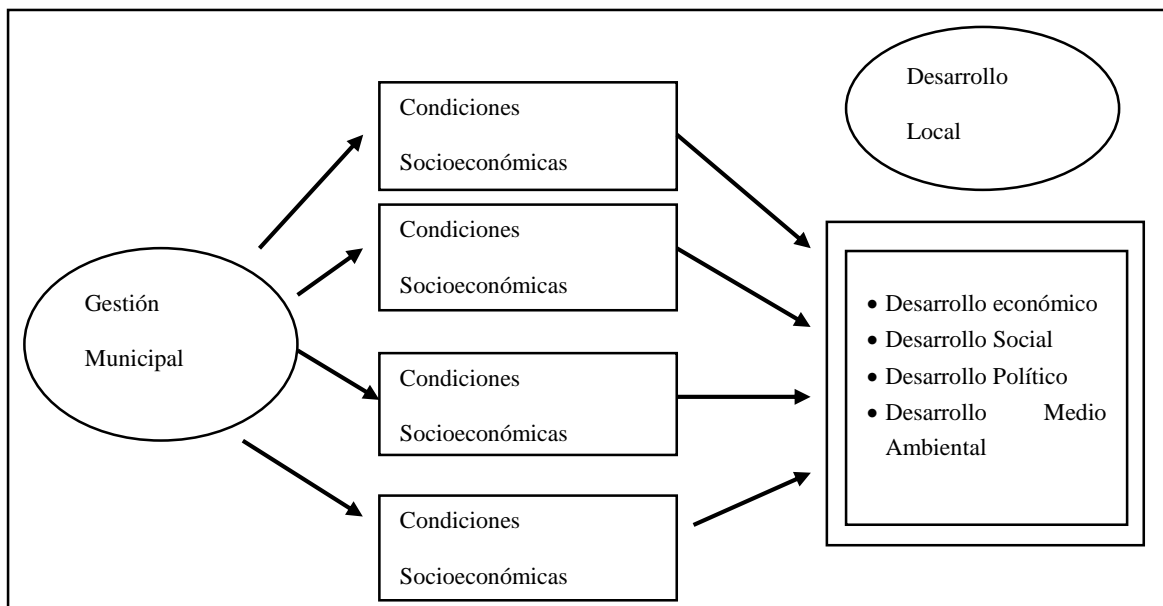 Gestión
Municipal
Condiciones
Socioeconómicas
Condiciones
Socioeconómicas
Condiciones
Socioeconómicas
Condiciones
Socioeconómicas
Desarrollo
Local
• Desarrollo económico
• Desarrollo Social
• Desarrollo Político
• Desarrollo Medio
Ambiental